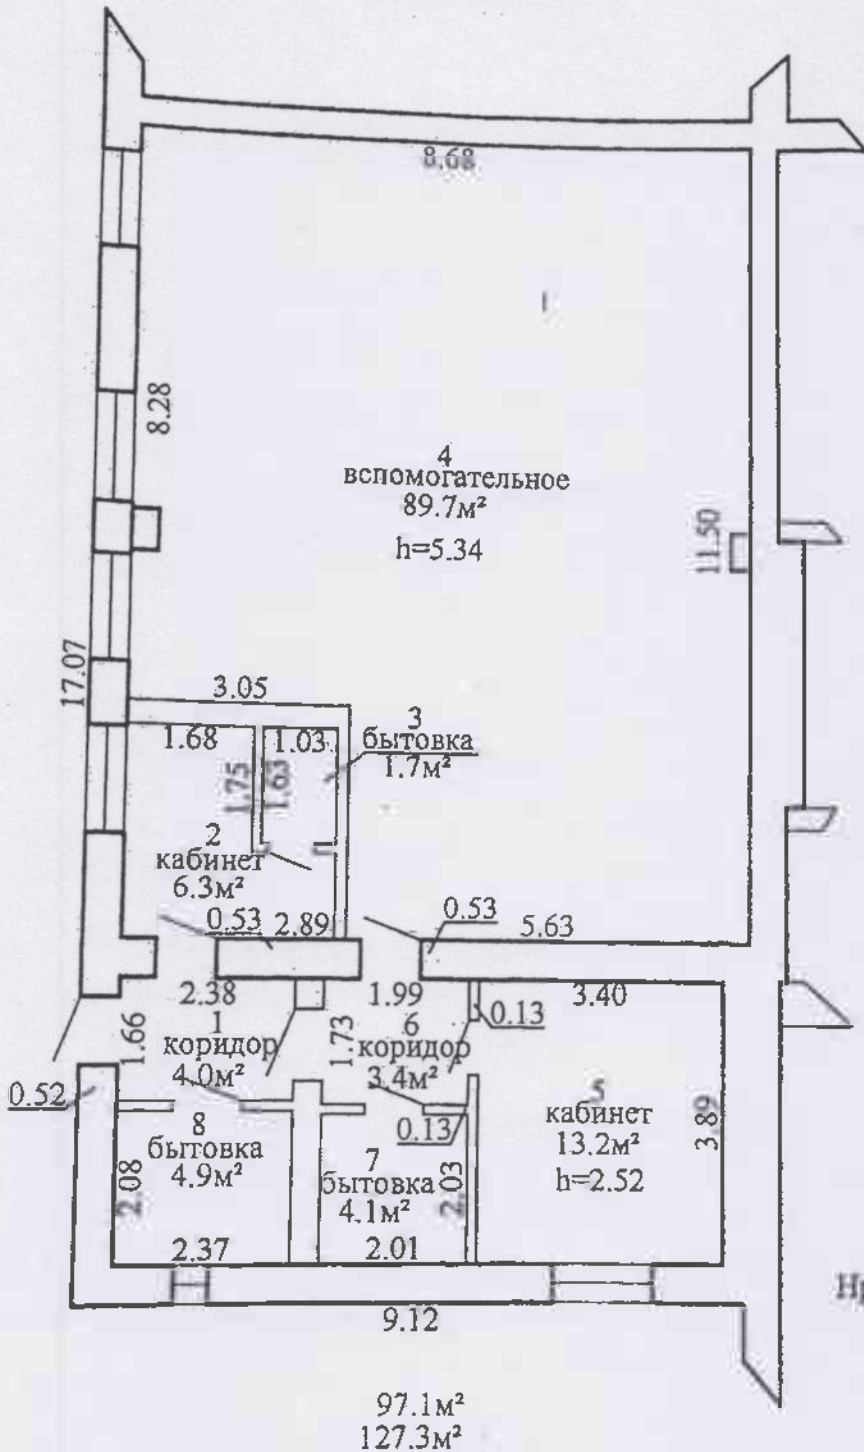 8.68
8.28
4
вспомогательное
89.7м²
h=5.34
11.50
17.07
3.05
1.68
1.03
3
бытовка
1.7м²
1.75
1.63
2
кабинет
6.3м²
0.53
2.89
0.53
5.63
2.38
1.99
3.40
0.13
1.66
1
коридор
4.0м²
1.73
6
коридор
3.4м²
0.52
0.13
5
кабинет
13.2м²
h=2.52
3.89
8
бытовка
4.9м²
2.08
7
бытовка
4.1м²
2.03
2.37
2.01
9.12
97.1м²
127.3м²